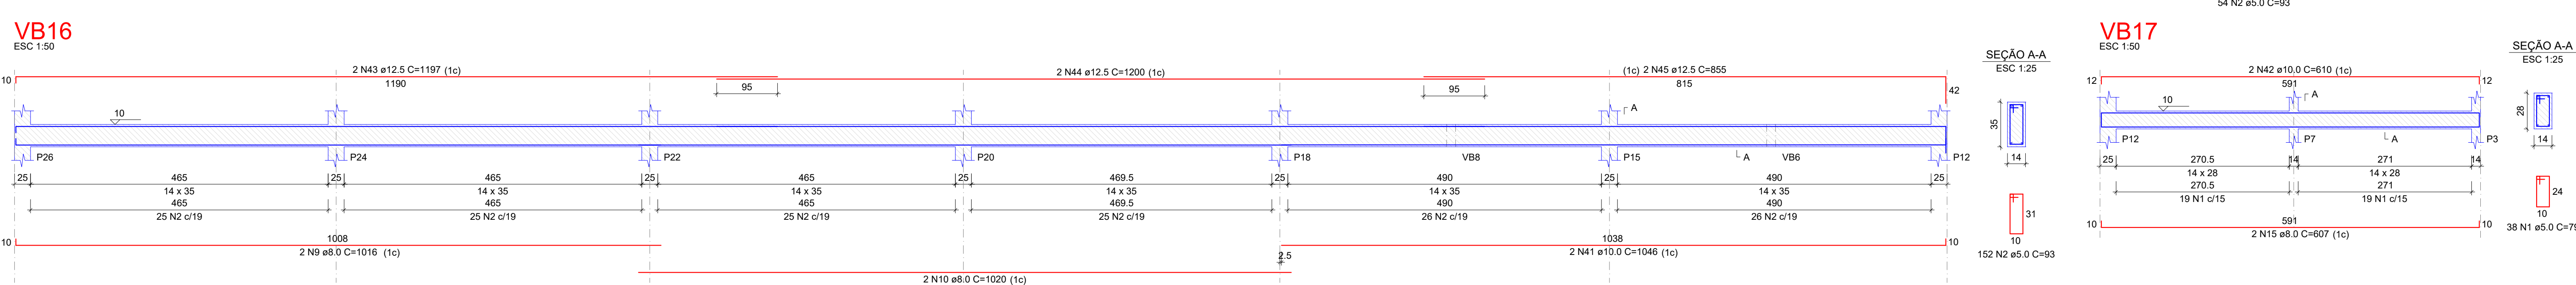 54 N2 ø5.0 C=93
VB16
ESC 1:50
2 N43 ø12.5 C=1197 (1c)
10
1190
2 N44 ø12.5 C=1200 (1c)
95
95
(1c) 2 N45 ø12.5 C=855
815
42
10
A
P26
P24
P22
P20
P18
VB8
P15
A
VB6
P12
25
465
25
465
25
465
25
469.5
25
490
25
490
25
14 x 35
14 x 35
14 x 35
14 x 35
14 x 35
14 x 35
465
465
465
469.5
490
490
25 N2 c/19
25 N2 c/19
25 N2 c/19
25 N2 c/19
26 N2 c/19
26 N2 c/19
10
1008
2 N9 ø8.0 C=1016 (1c)
2 N10 ø8.0 C=1020 (1c)
2.5
1038
2 N41 ø10.0 C=1046 (1c)
10
SEÇÃO A-A
ESC 1:25
35
14
31
10
152 N2 ø5.0 C=93
VB17
ESC 1:50
2 N42 ø10.0 C=610 (1c)
12
591
12
A
10
P12
P7
A
P3
25
270.5
14
271
14
14 x 28
14 x 28
270.5
271
19 N1 c/15
19 N1 c/15
10
591
10
2 N15 ø8.0 C=607 (1c)
SEÇÃO A-A
ESC 1:25
28
14
24
10
38 N1 ø5.0 C=79